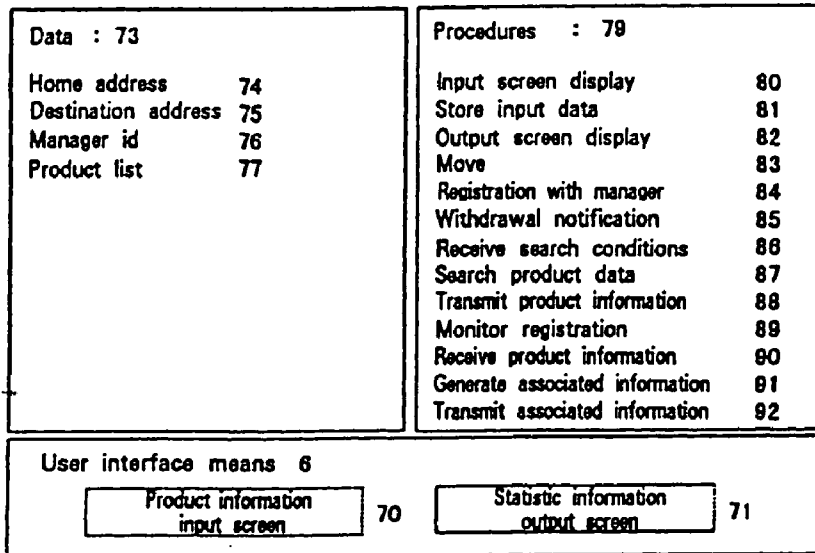 Data : 73
Home address 74
Destination address 75
Manager id 76
Product list 77
Procedures : 79
Input screen display 80
Store input data 81
Output screen display 82
Move 83
Registration with manager 84
Withdrawal notification 85
Receive search conditions 86
Search product data 87
Transmit product information 88
Monitor registration 89
Receive product information 90
Generate associated information 91
Transmit associated information 92
User interface means 6
Product information
input screen
70
Statistic information
output screen
71